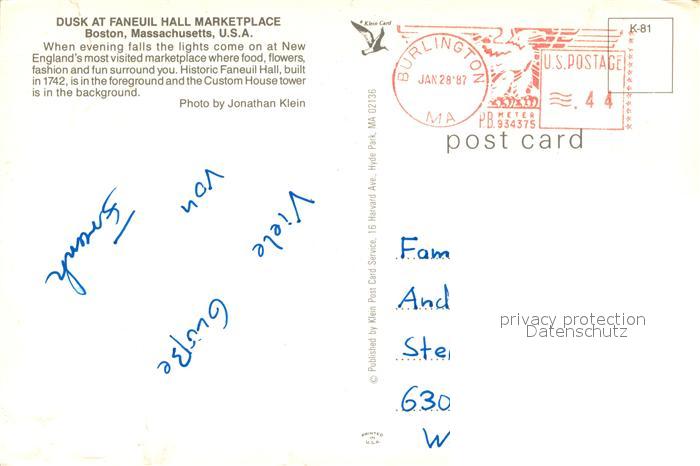 DUSK AT FANEUIL HALL MARKETPLACE
Boston, Massachusetts, U.S.A.
When evening falls the lights come on at New
England's most visited marketplace where food, flowers,
fashion and fun surround you. Historic Faneuil Hall, built
in 1742, is in the foreground and the Custom House tower
is in the background.
Photo by Jonathan Klein
Viele
Grüße
von
© Published by Klein Post Card Service, 16 Harvard Ave., Hyde Park, MA 02136
PRINTED
IN
U.S.A.
A Klein Card
BURLINGTON
JAN 28 '87
MA
U.S. POSTAGE
.44
P.B. METER
934375
K-81
post card
Fam
And
Ste
630
W
privacy protection
Datenschutz